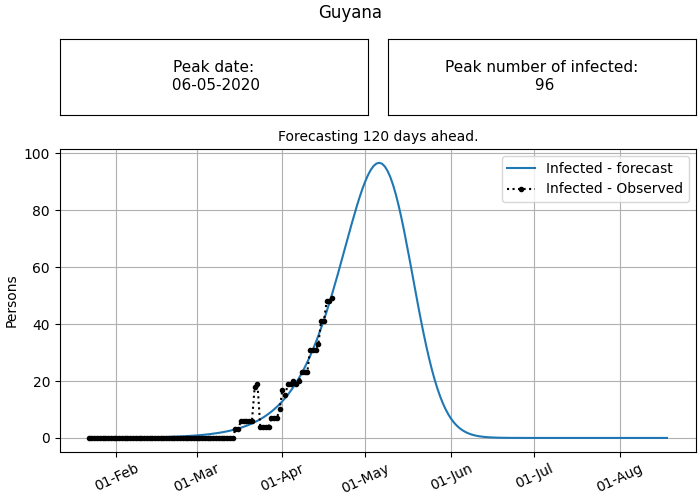 Guyana
Peak date:
06-05-2020
Peak number of infected:
96
Forecasting 120 days ahead.
Infected - forecast
Infected - Observed
Persons
100
80
60
40
20
0
01-Feb
01-Mar
01-Apr
01-May
01-Jun
01-Jul
01-Aug